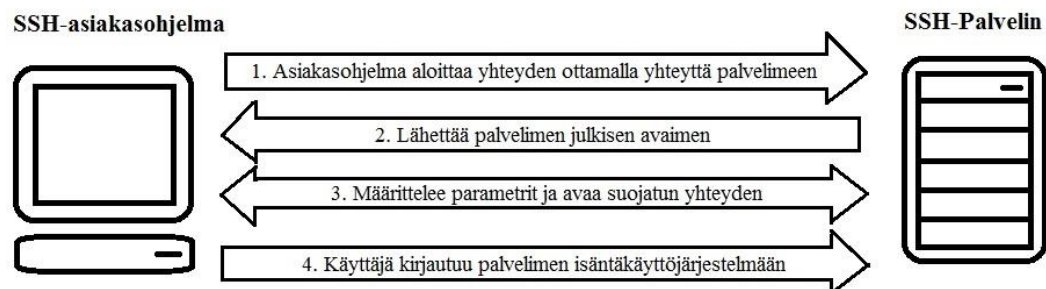 SSH-asiakasohjelma
SSH-Palvelin
1. Asiakasohjelma aloittaa yhteyden ottamalla yhteyttä palvelimeen
2. Lähettää palvelimen julkisen avaimen
3. Määrittelee parametrit ja avaa suojatun yhteyden
4. Käyttäjä kirjautuu palvelimen isäntäkäyttöjärjestelmään